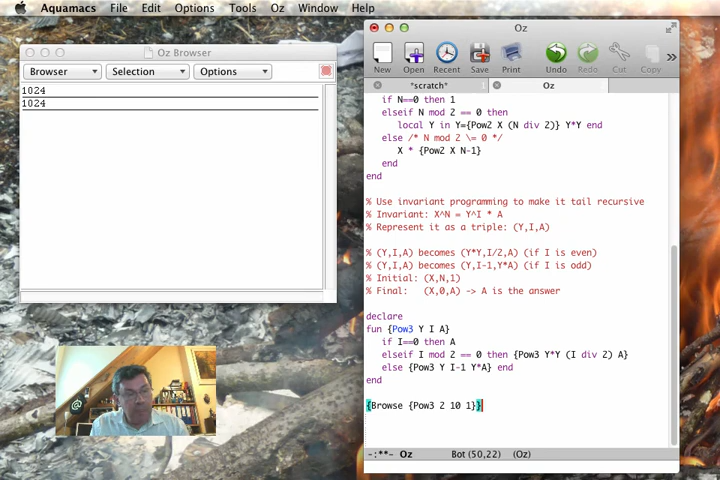 Aquamacs File Edit Options Tools Oz Window Help
Oz Browser
Browser Selection Options
1024
1024
Oz
New Open Recent Save Print Undo Redo Cut Copy »
*scratch* Oz
if N==0 then 1
elseif N mod 2 == 0 then
local Y in Y={Pow2 X (N div 2)} Y*Y end
else /* N mod 2 \= 0 */
X * {Pow2 X N-1}
end
end
% Use invariant programming to make it tail recursive
% Invariant: X^N = Y^I * A
% Represent it as a triple: (Y,I,A)
% (Y,I,A) becomes (Y*Y,I/2,A) (if I is even)
% (Y,I,A) becomes (Y,I-1,Y*A) (if I is odd)
% Initial: (X,N,1)
% Final: (X,0,A) -> A is the answer
declare
fun {Pow3 Y I A}
if I==0 then A
elseif I mod 2 == 0 then {Pow3 Y*Y (I div 2) A}
else {Pow3 Y I-1 Y*A} end
end
{Browse {Pow3 2 10 1}}
-:**- Oz Bot (50,22) (Oz)